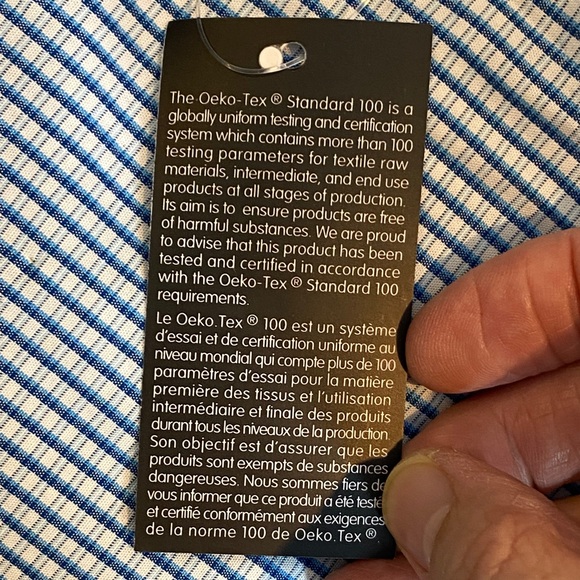 The Oeko-Tex ® Standard 100 is a
globally uniform testing and certification
system which contains more than 100
testing parameters for textile raw
materials, intermediate, and end use
products at all stages of production.
Its aim is to ensure products are free
of harmful substances. We are proud
to advise that this product has been
tested and certified in accordance
with the Oeko-Tex ® Standard 100
requirements.
Le Oeko.Tex ® 100 est un système
d'essai et de certification uniforme au
niveau mondial qui compte plus de 100
paramètres d'essai pour la matière
première des tissus et l'utilisation
intermédiaire et finale des produits
durant tous les niveaux de la production.
Son objectif est d'assurer que les
produits sont exempts de substances
dangereuses. Nous sommes fiers de
vous informer que ce produit a été testé
et certifié conformément aux exigences
de la norme 100 de Oeko.Tex ®